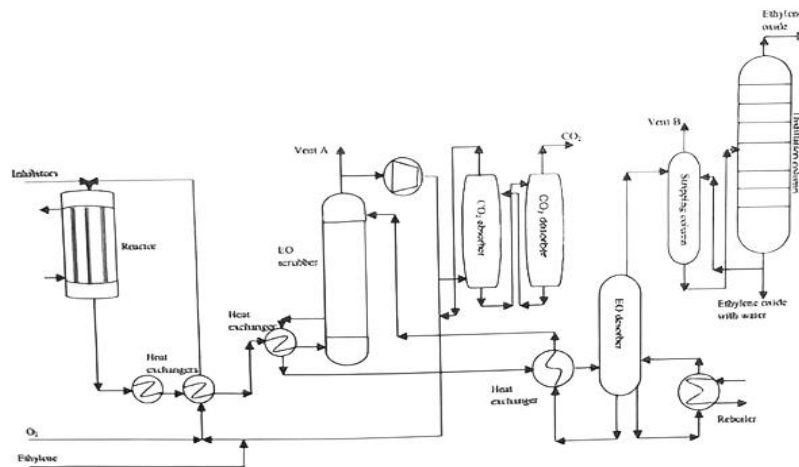 Ethylene
oxide
Distillation column
Vent B
CO₂
Vent A
Stripping column
CO₂ absorber
CO₂ desorber
Inhibitors
Reactor
EO
scrubber
Ethylene oxide
with water
EO desorber
Heat
exchanger
Heat
exchangers
Heat
exchanger
Reboiler
O₂
Ethylene